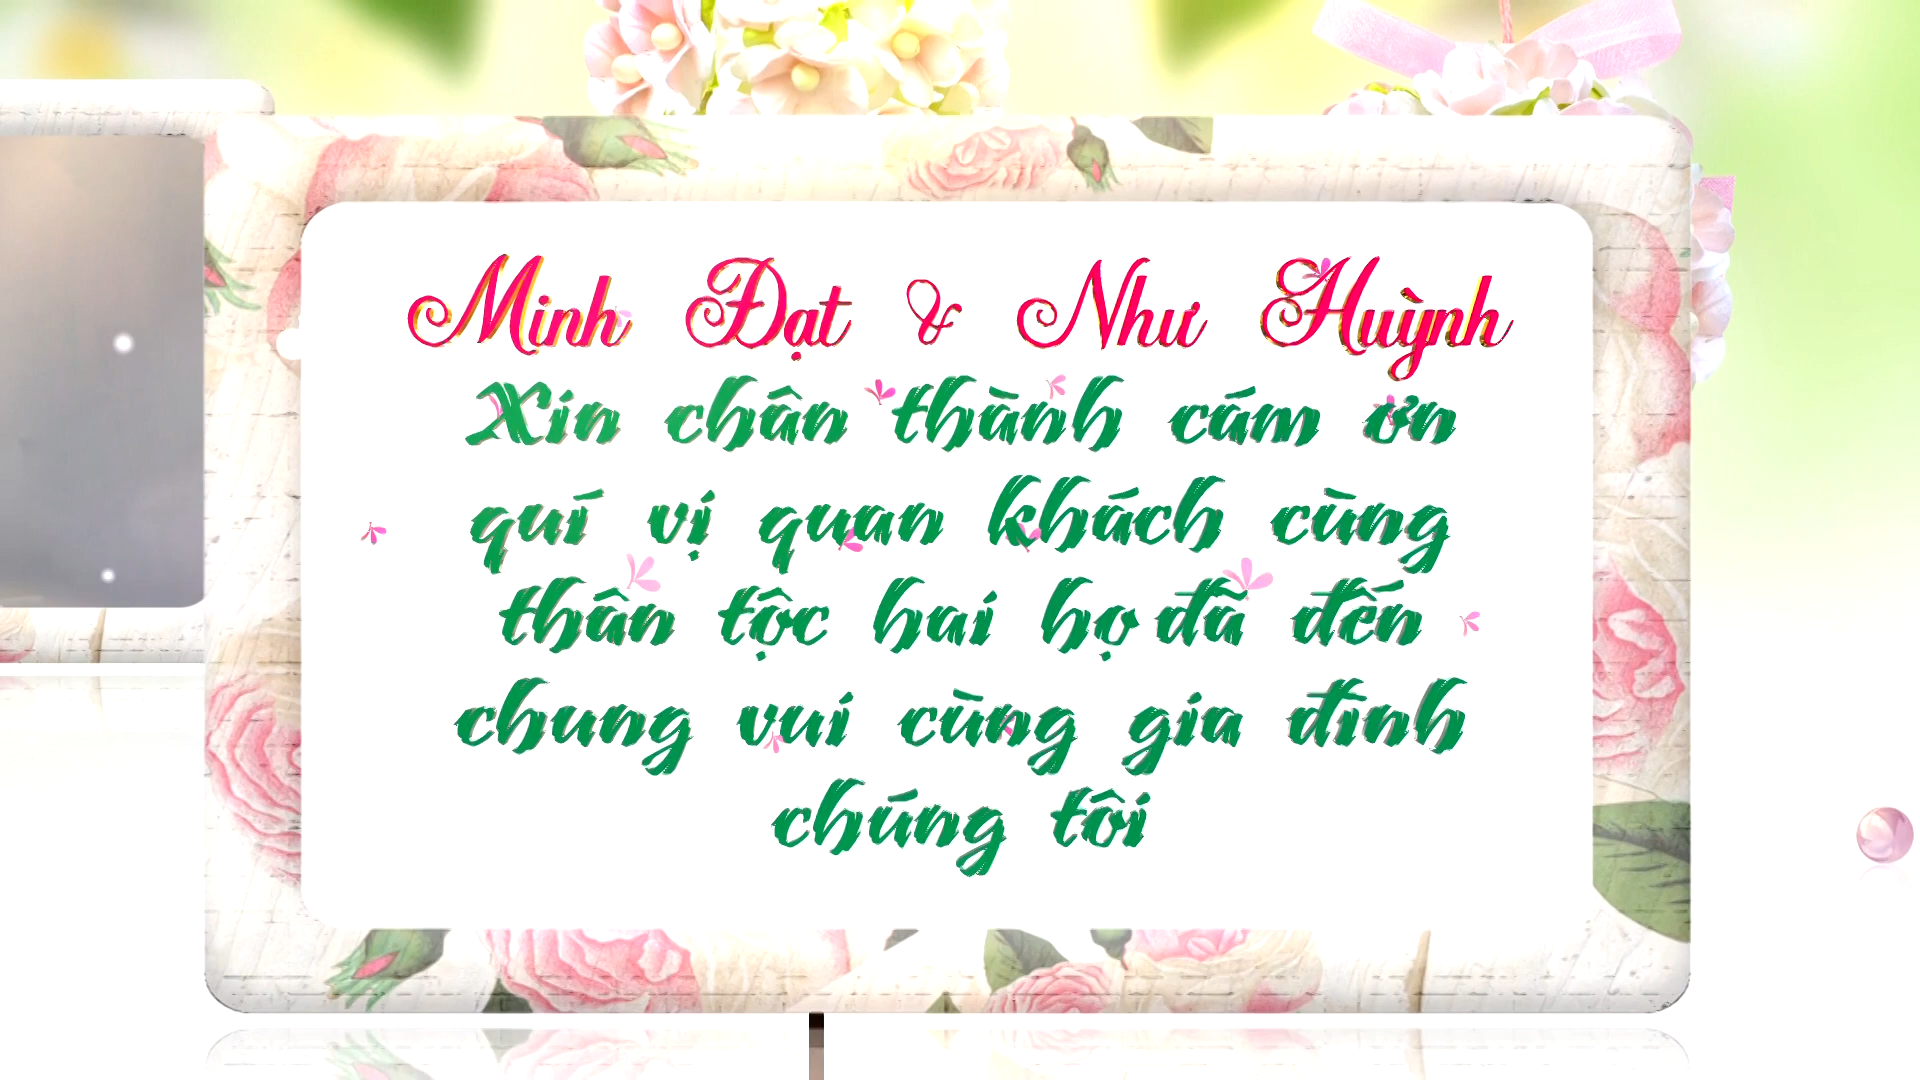 Minh Đạt & Như Huỳnh
Xin chân thành cám ơn
quí vị quan khách cùng
thân tộc hai họ đã đến
chung vui cùng gia đình
chúng tôi